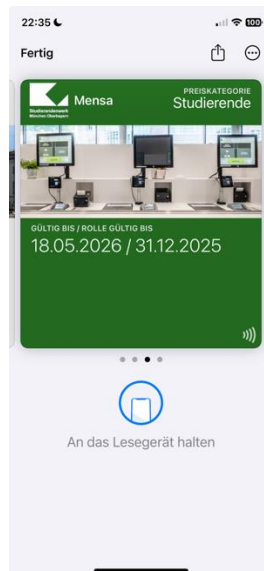 22:35
100
Fertig
Mensa
Studierendenwerk
München Oberbayern
PREISKATEGORIE
Studierende
GÜLTIG BIS / ROLLE GÜLTIG BIS
18.05.2026 / 31.12.2025
An das Lesegerät halten